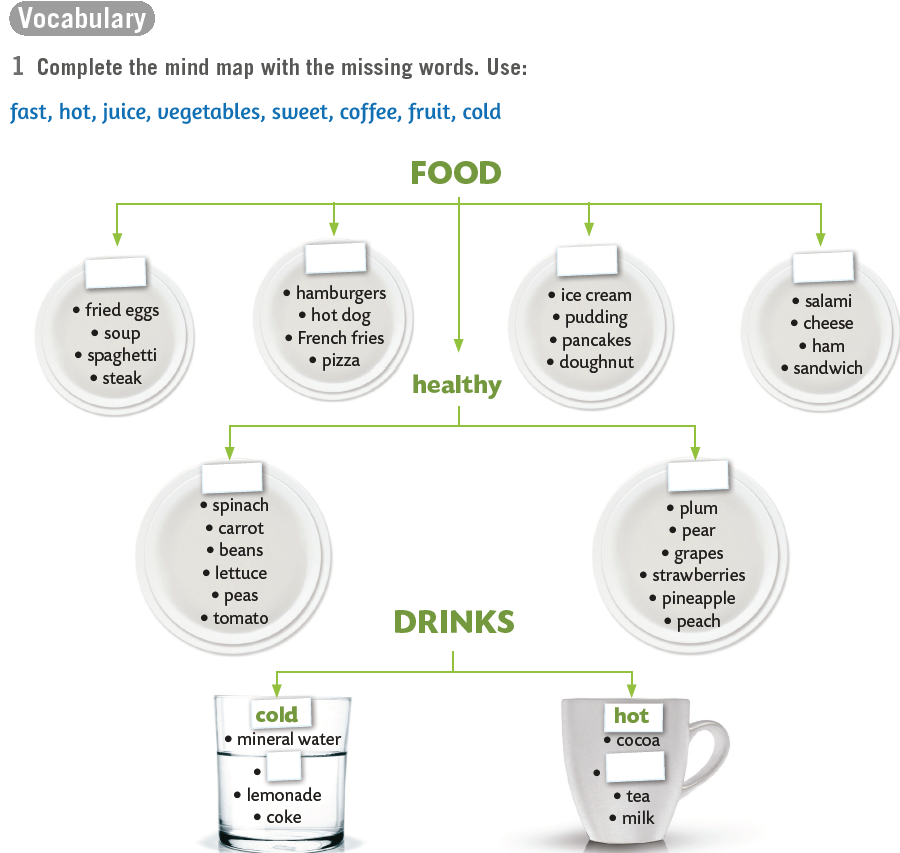 Vocabulary
1 Complete the mind map with the missing words. Use:
fast, hot, juice, vegetables, sweet, coffee, fruit, cold
FOOD
• fried eggs
• soup
• spaghetti
• steak
• hamburgers
• hot dog
• French fries
• pizza
• ice cream
• pudding
• pancakes
• doughnut
• salami
• cheese
• ham
• sandwich
healthy
• spinach
• carrot
• beans
• lettuce
• peas
• tomato
• plum
• pear
• grapes
• strawberries
• pineapple
• peach
DRINKS
cold
• mineral water
•
• lemonade
• coke
hot
• cocoa
•
• tea
• milk